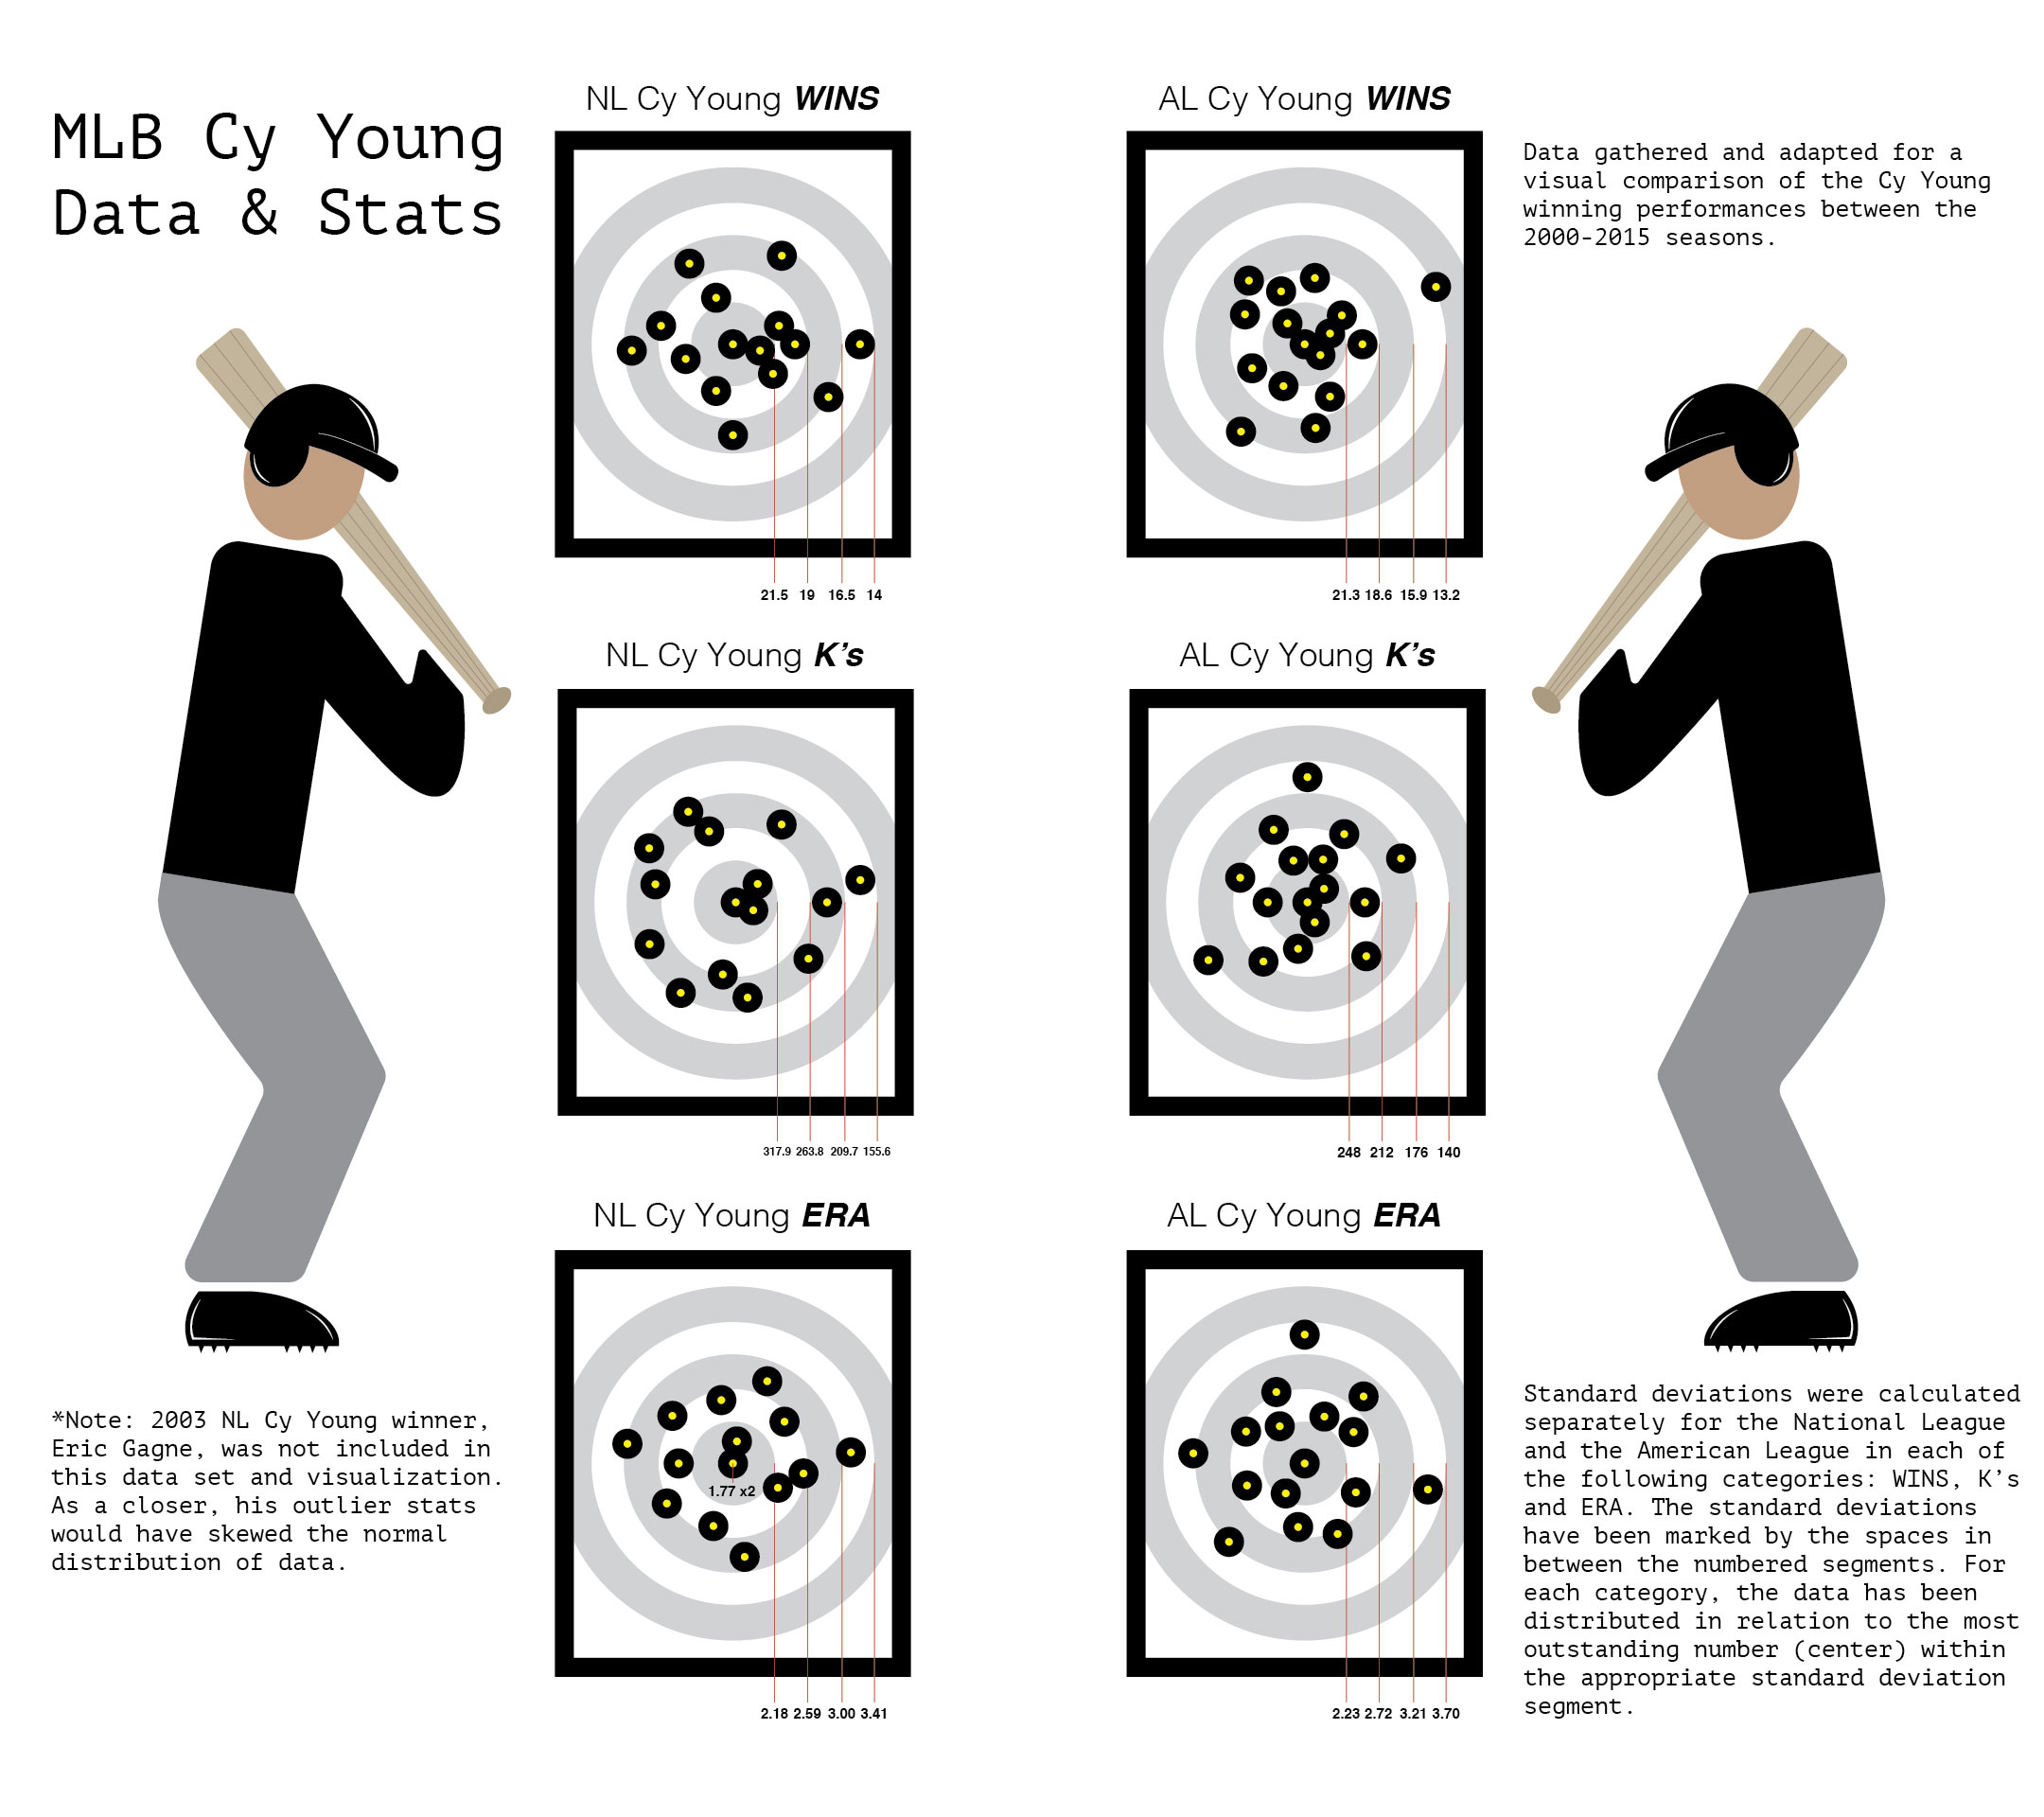 MLB Cy Young
Data & Stats
NL Cy Young WINS
21.5 19 16.5 14
AL Cy Young WINS
21.3 18.6 15.9 13.2
Data gathered and adapted for a
visual comparison of the Cy Young
winning performances between the
2000-2015 seasons.
NL Cy Young K’s
317.9 263.8 209.7 155.6
AL Cy Young K’s
248 212 176 140
NL Cy Young ERA
1.77 x2
2.18 2.59 3.00 3.41
AL Cy Young ERA
2.23 2.72 3.21 3.70
*Note: 2003 NL Cy Young winner,
Eric Gagne, was not included in
this data set and visualization.
As a closer, his outlier stats
would have skewed the normal
distribution of data.
Standard deviations were calculated
separately for the National League
and the American League in each of
the following categories: WINS, K’s
and ERA. The standard deviations
have been marked by the spaces in
between the numbered segments. For
each category, the data has been
distributed in relation to the most
outstanding number (center) within
the appropriate standard deviation
segment.